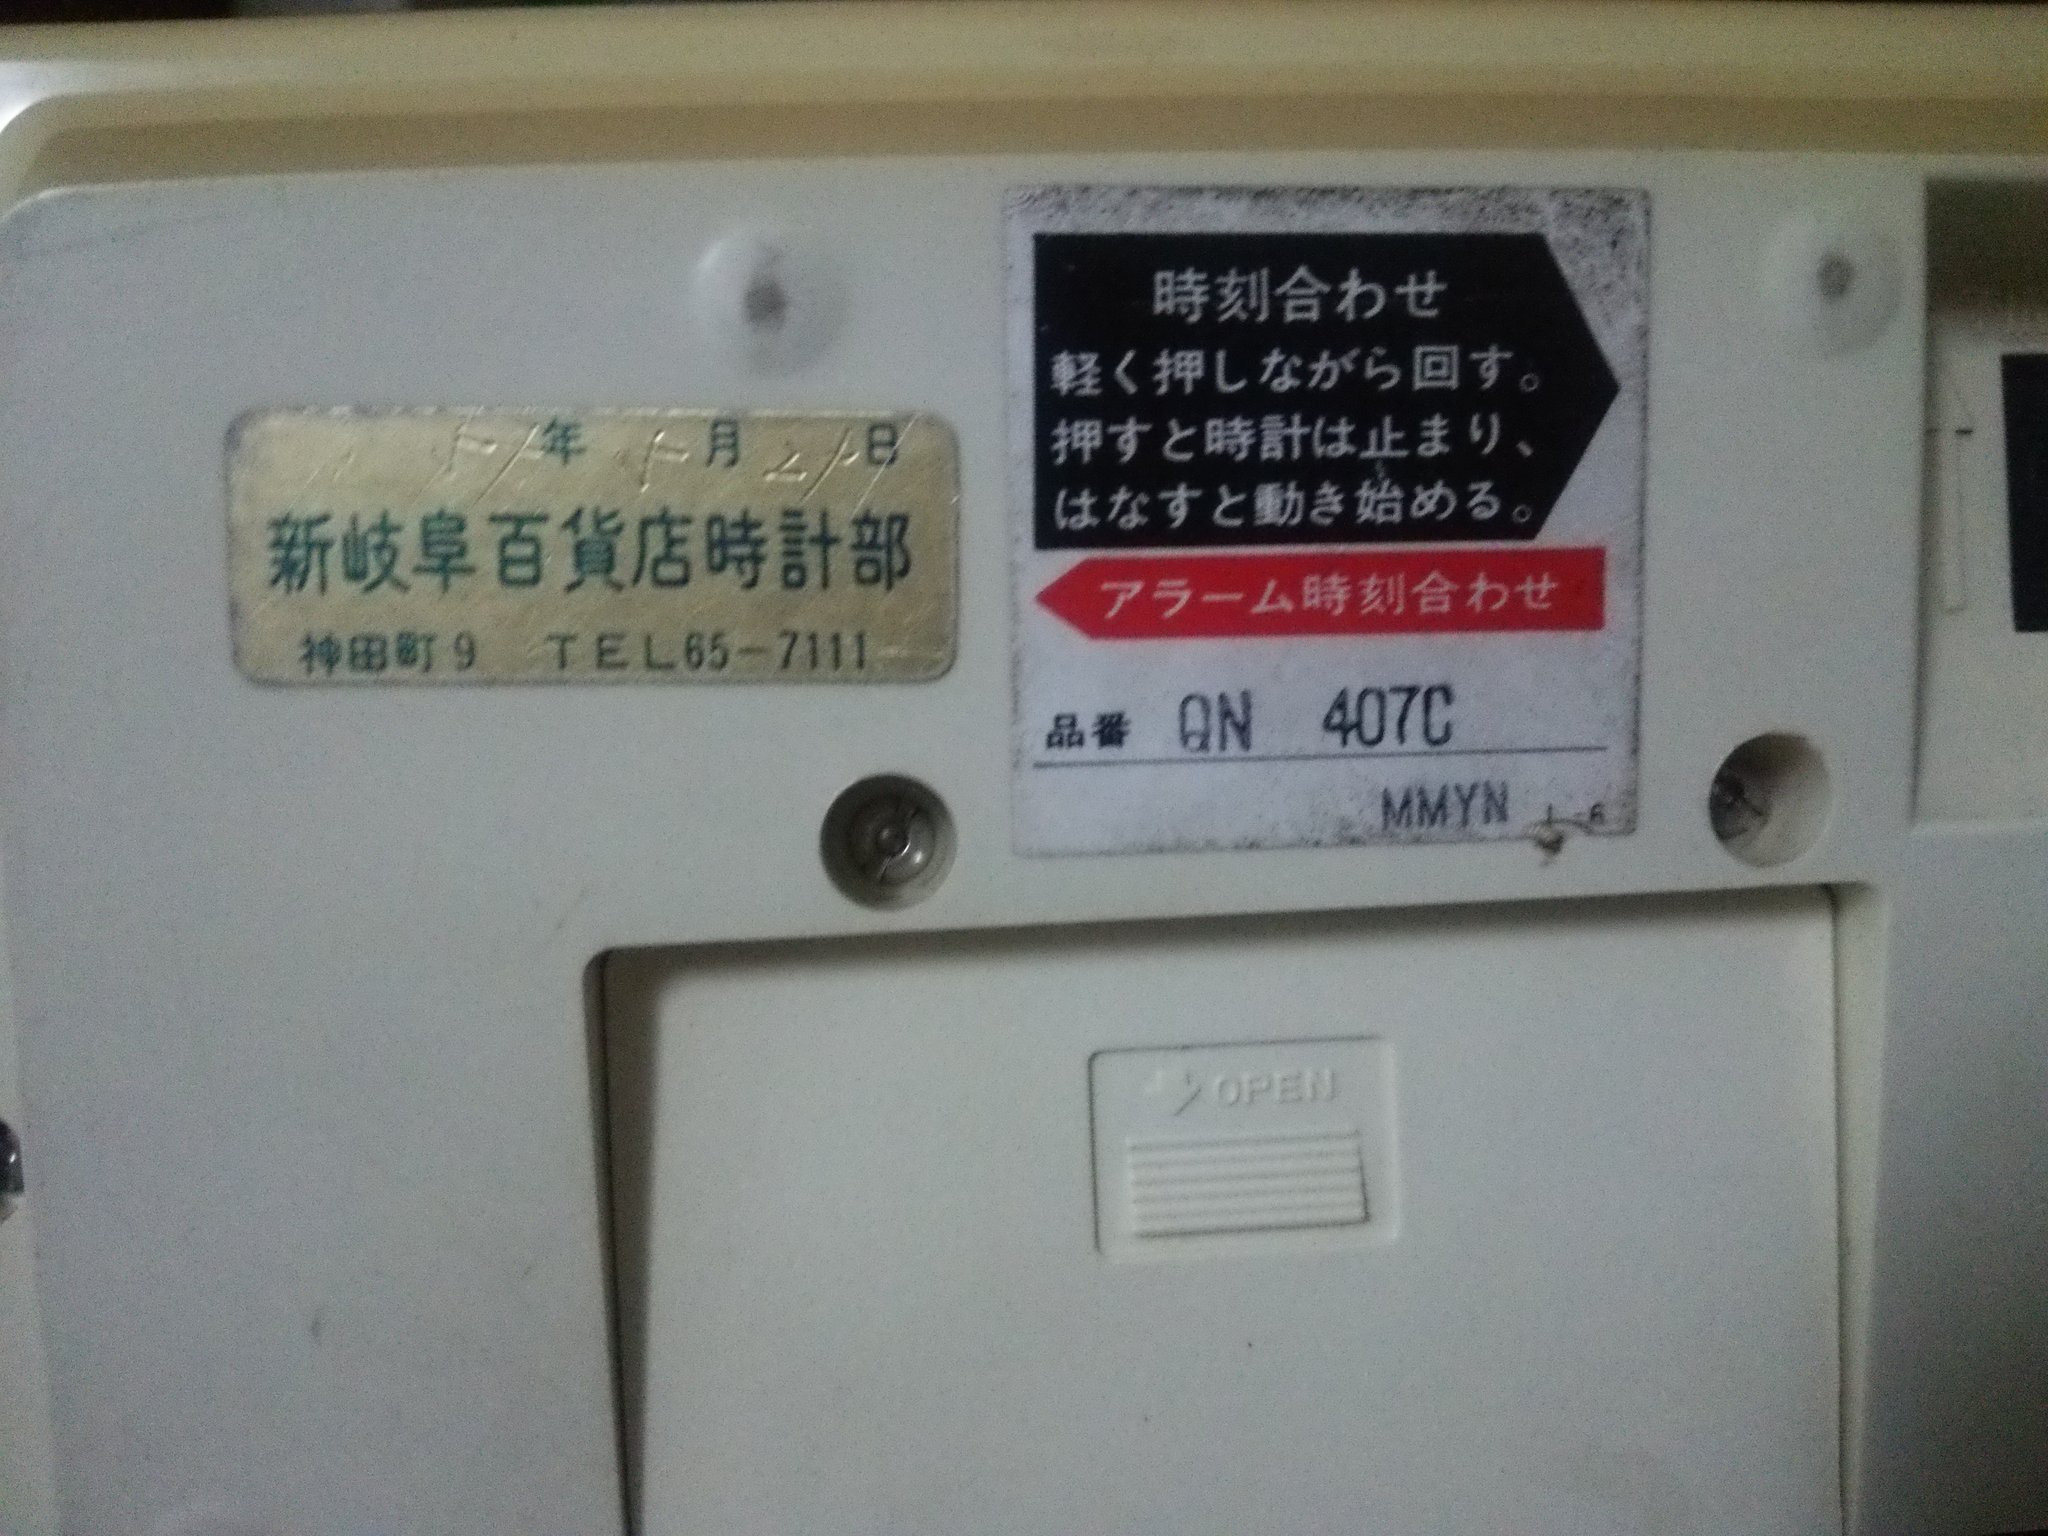 年 月 日
新岐阜百貨店時計部
神田町9 TEL65-7111
時刻合わせ
軽く押しながら回す。
押すと時計は止まり、
はなすと動き始める。
アラーム時刻合わせ
品番 QN 407C
MMYN
OPEN